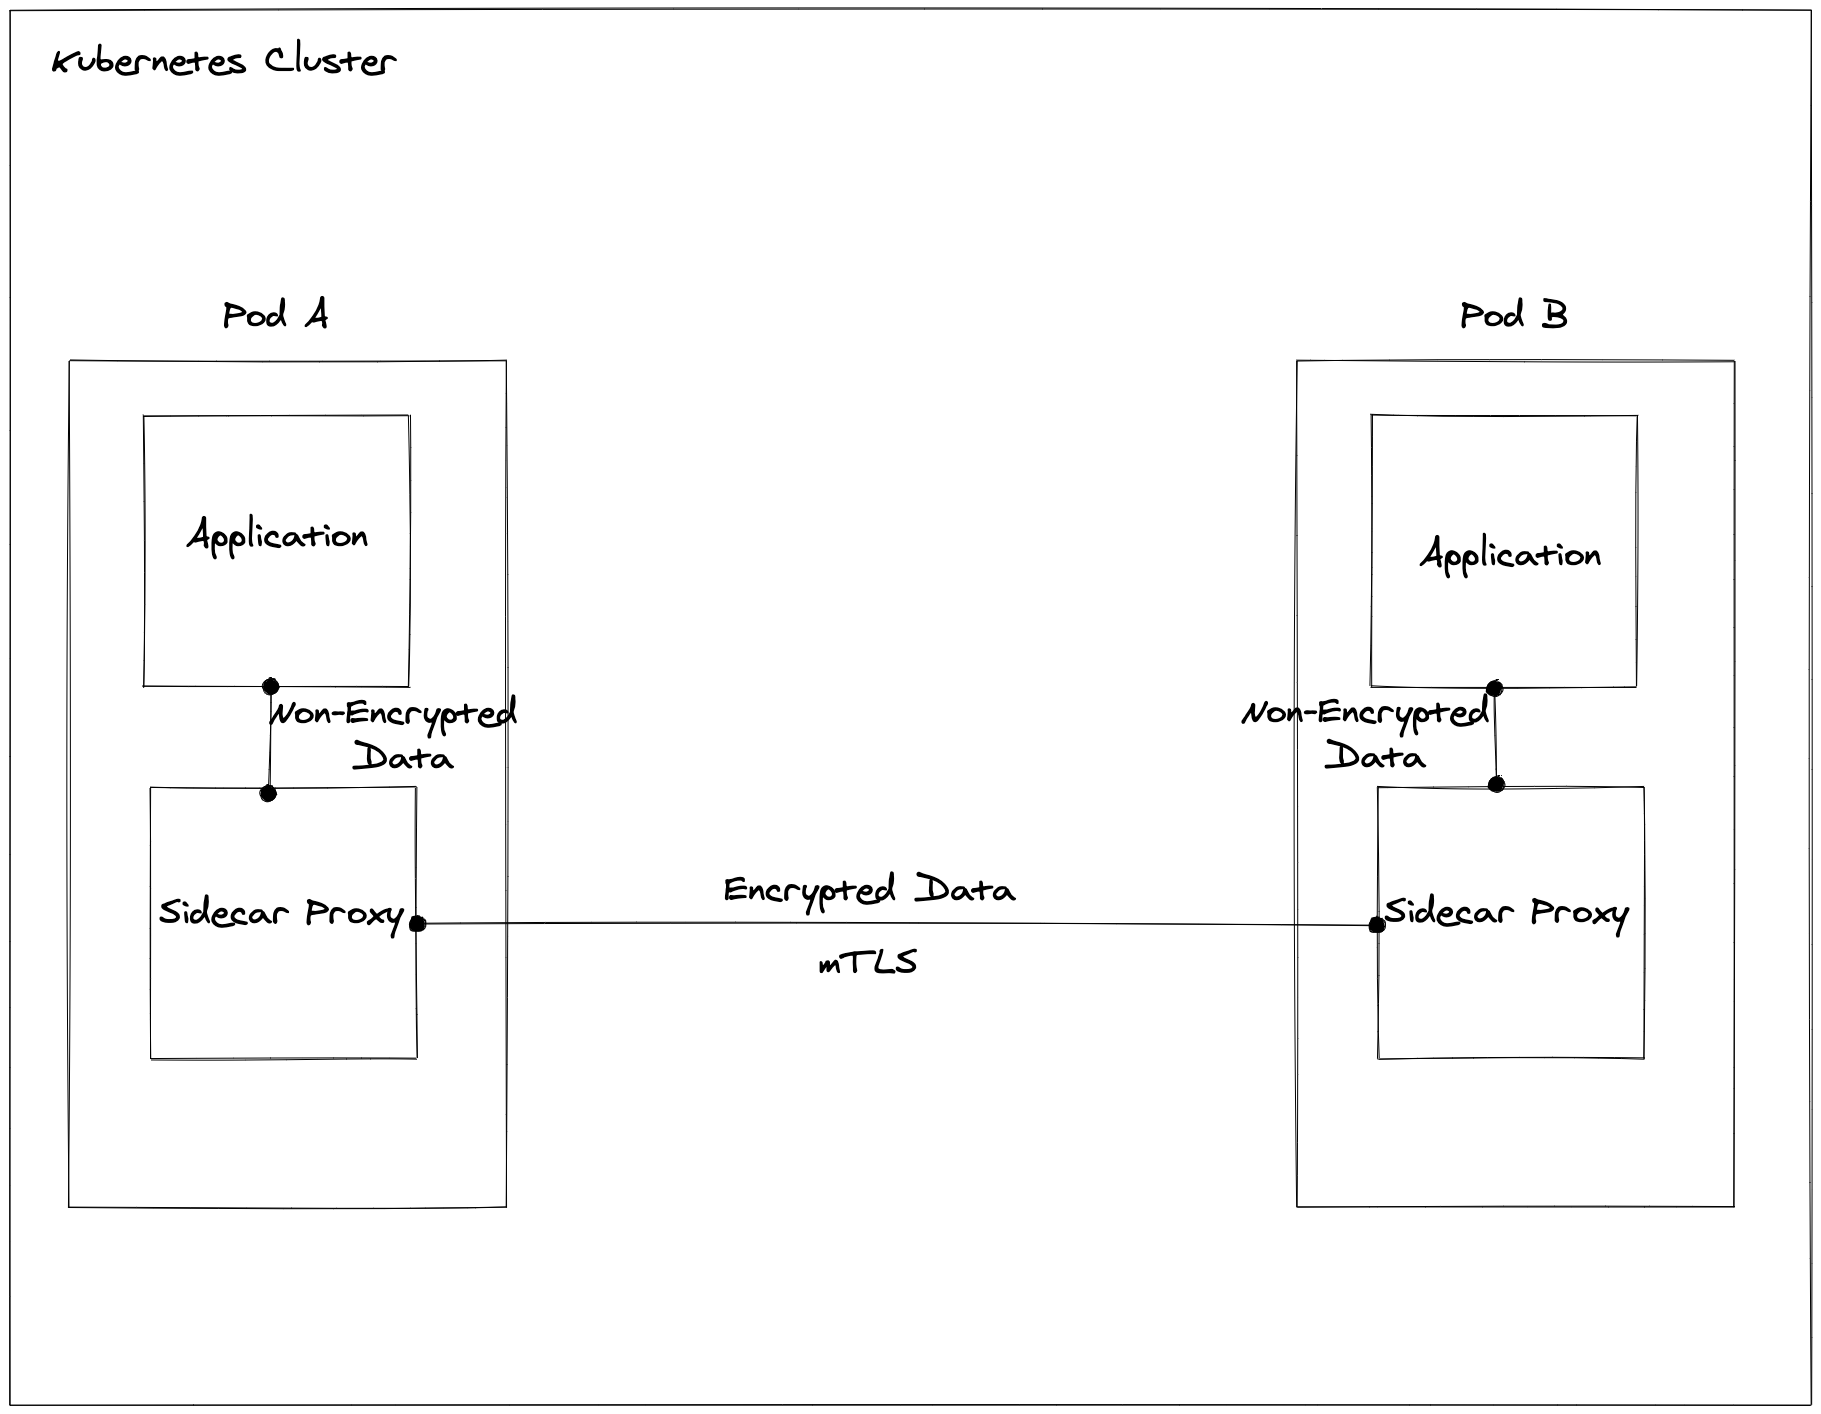 Kubernetes Cluster
Pod A
Pod B
Application
Application
Non-Encrypted
Data
Non-Encrypted
Data
Sidecar Proxy
Encrypted Data
mTLS
Sidecar Proxy